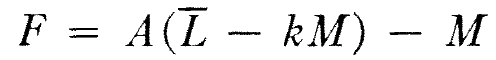 F = A(L̅ − kM) − M